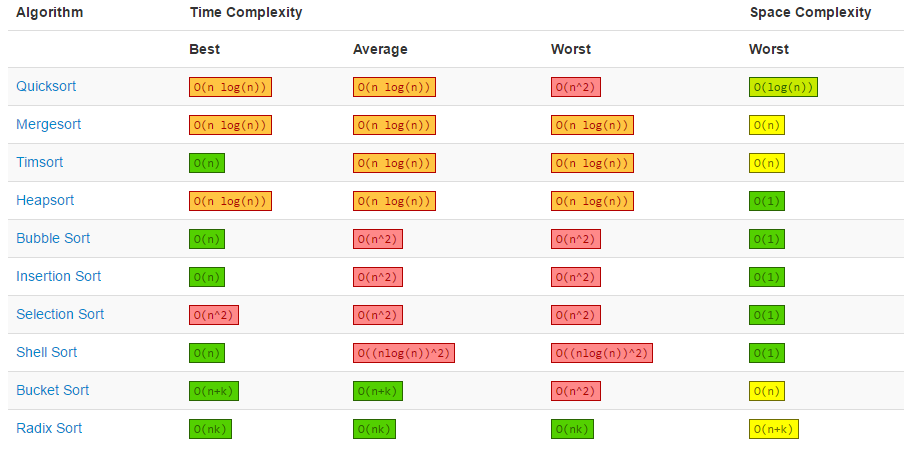 Algorithm Time Complexity Space Complexity
Best Average Worst Worst
Quicksort O(n log(n)) O(n log(n)) O(n^2) O(log(n))
Mergesort O(n log(n)) O(n log(n)) O(n log(n)) O(n)
Timsort O(n) O(n log(n)) O(n log(n)) O(n)
Heapsort O(n log(n)) O(n log(n)) O(n log(n)) O(1)
Bubble Sort O(n) O(n^2) O(n^2) O(1)
Insertion Sort O(n) O(n^2) O(n^2) O(1)
Selection Sort O(n^2) O(n^2) O(n^2) O(1)
Shell Sort O(n) O((nlog(n))^2) O((nlog(n))^2) O(1)
Bucket Sort O(n+k) O(n+k) O(n^2) O(n)
Radix Sort O(nk) O(nk) O(nk) O(n+k)